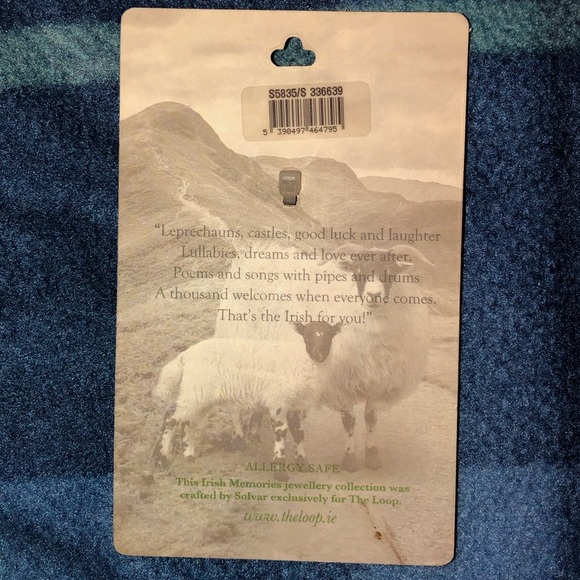 S5835/S 336639
5 390497 464795
“Leprechauns, castles, good luck and laughter
Lullabies, dreams and love ever after.
Poems and songs with pipes and drums
A thousand welcomes when everyone comes.
That's the Irish for you!”
ALLERGY SAFE
This Irish Memories jewellery collection was
crafted by Solvar exclusively for The Loop.
www.theloop.ie